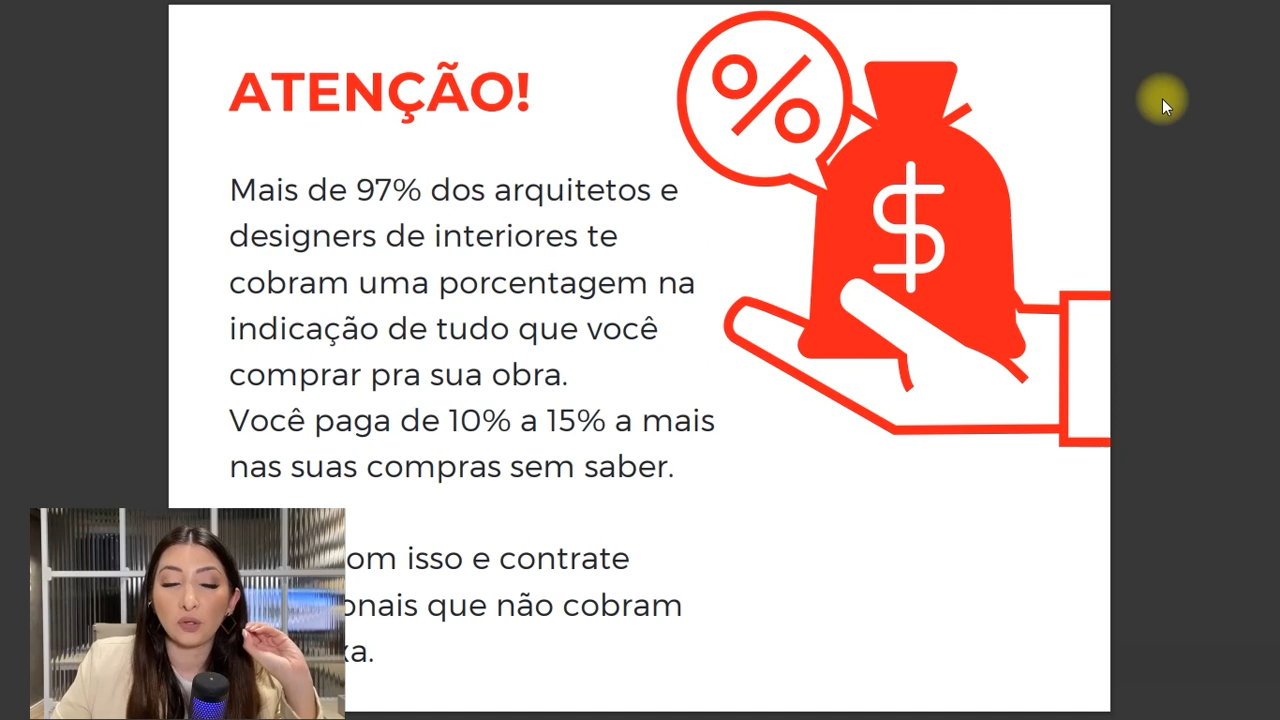 ATENÇÃO!
%
$
Mais de 97% dos arquitetos e
designers de interiores te
cobram uma porcentagem na
indicação de tudo que você
comprar pra sua obra.
Você paga de 10% a 15% a mais
nas suas compras sem saber.
isso e contrate
que não cobram